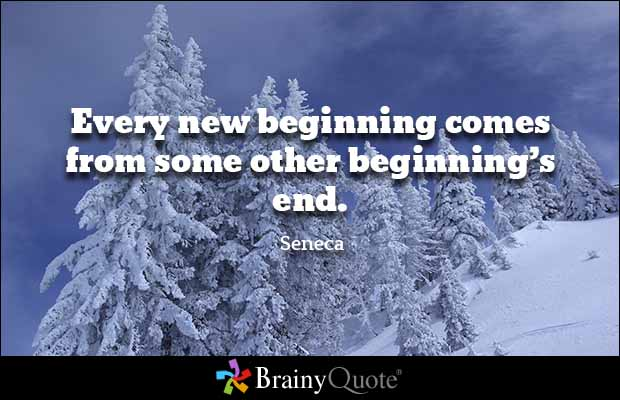 Every new beginning comes
from some other beginning’s
end.
Seneca
BrainyQuote®